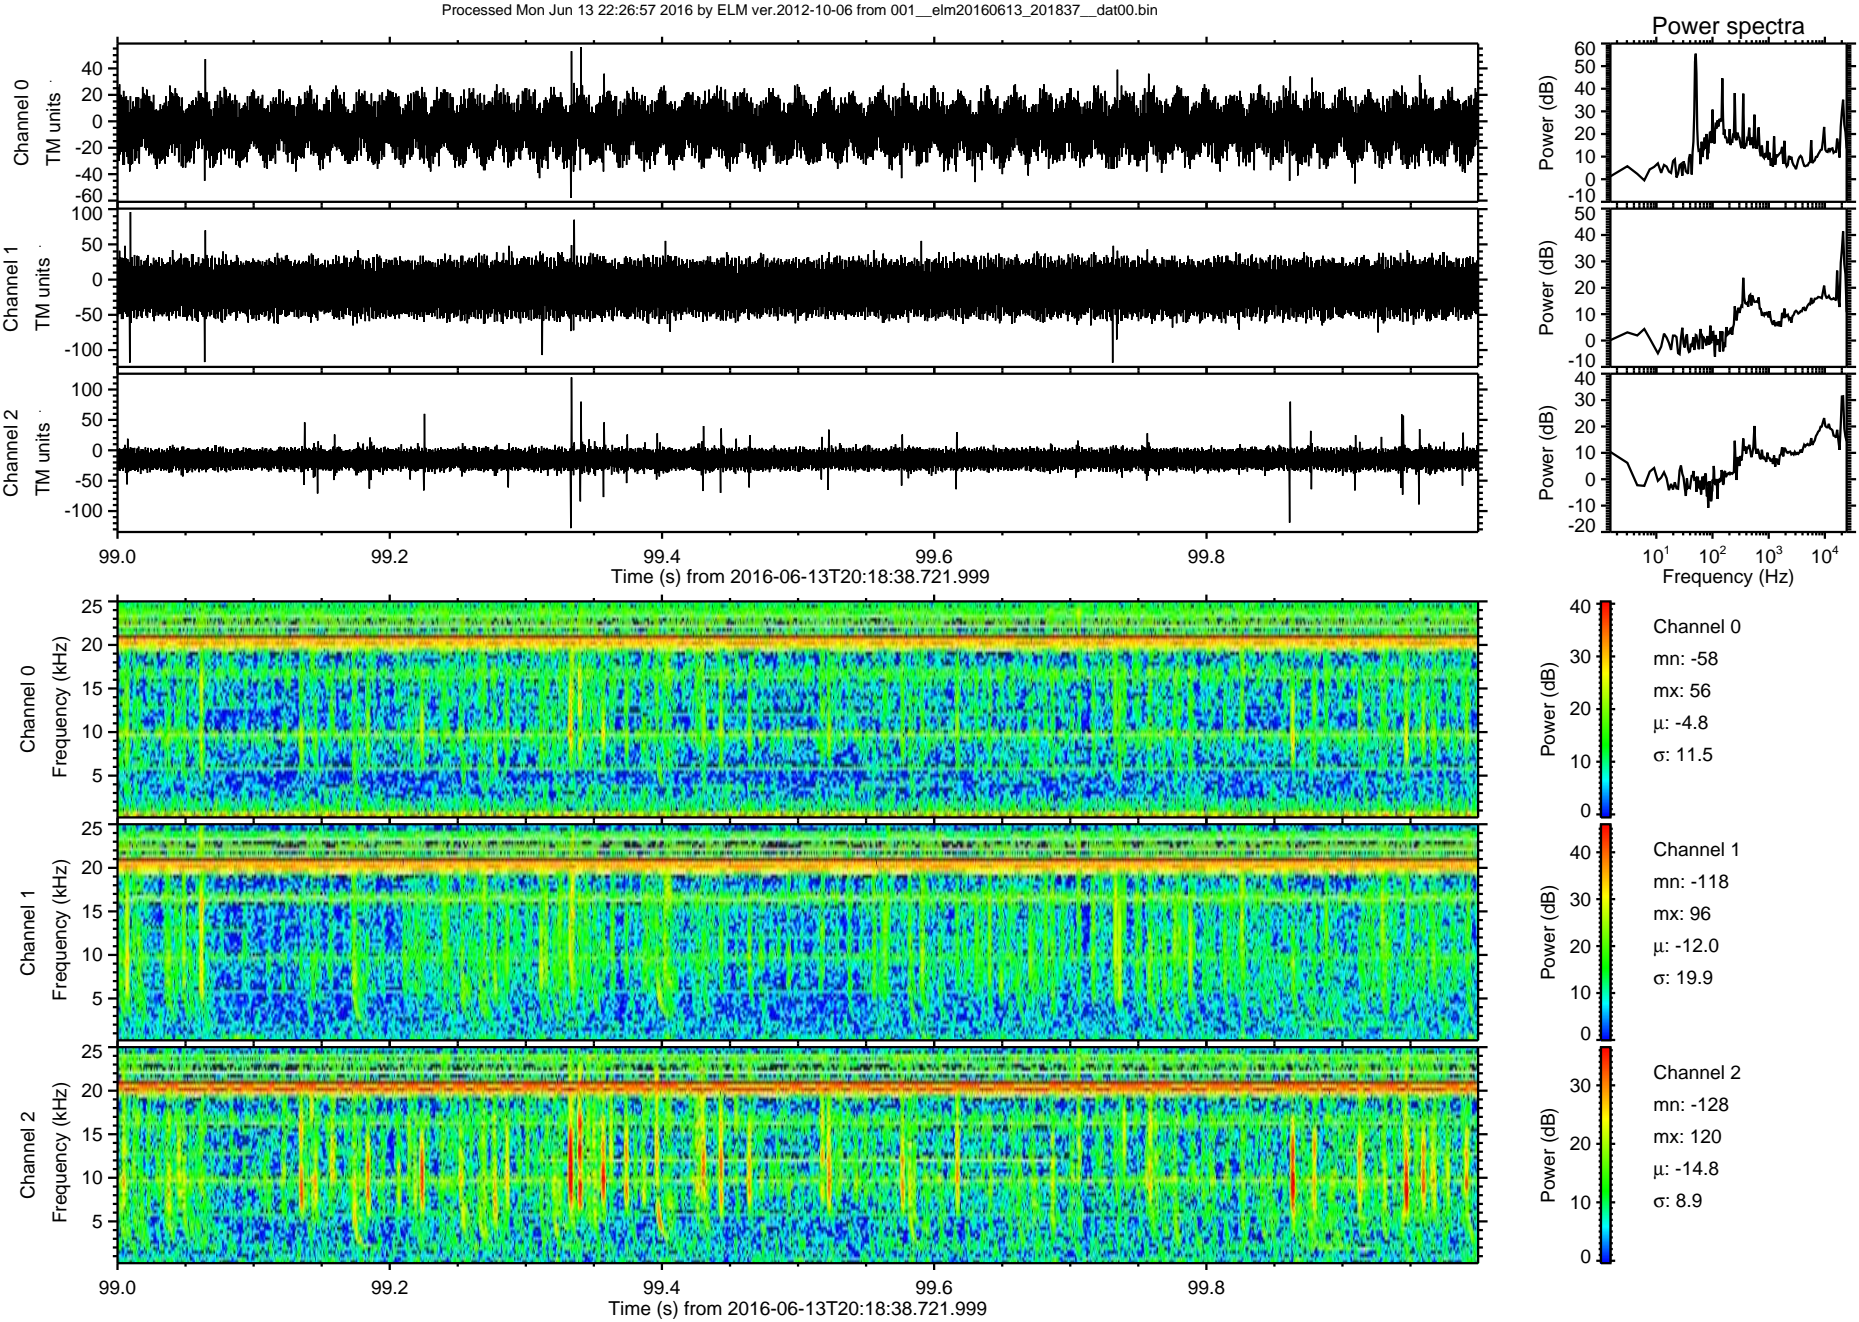 Processed Mon Jun 13 22:26:57 2016 by ELM ver.2012-10-06 from 001__elm20160613_201837__dat00.bin
Power spectra
Channel 0
TM units
40
20
0
-20
-40
-60
Power (dB)
60
50
40
30
20
10
0
-10
Channel 1
TM units
100
50
0
-50
-100
Power (dB)
50
40
30
20
10
0
-10
Channel 2
TM units
100
50
0
-50
-100
Power (dB)
40
30
20
10
0
-10
-20
99.0 99.2 99.4 99.6 99.8
Time (s) from 2016-06-13T20:18:38.721.999
10¹ 10² 10³ 10⁴
Frequency (Hz)
Channel 0
Frequency (kHz)
25
20
15
10
5
Power (dB)
40
30
20
10
0
Channel 0
mn: -58
mx: 56
µ: -4.8
σ: 11.5
Channel 1
Frequency (kHz)
25
20
15
10
5
Power (dB)
40
30
20
10
0
Channel 1
mn: -118
mx: 96
µ: -12.0
σ: 19.9
Channel 2
Frequency (kHz)
25
20
15
10
5
Power (dB)
30
20
10
0
Channel 2
mn: -128
mx: 120
µ: -14.8
σ: 8.9
99.0 99.2 99.4 99.6 99.8
Time (s) from 2016-06-13T20:18:38.721.999